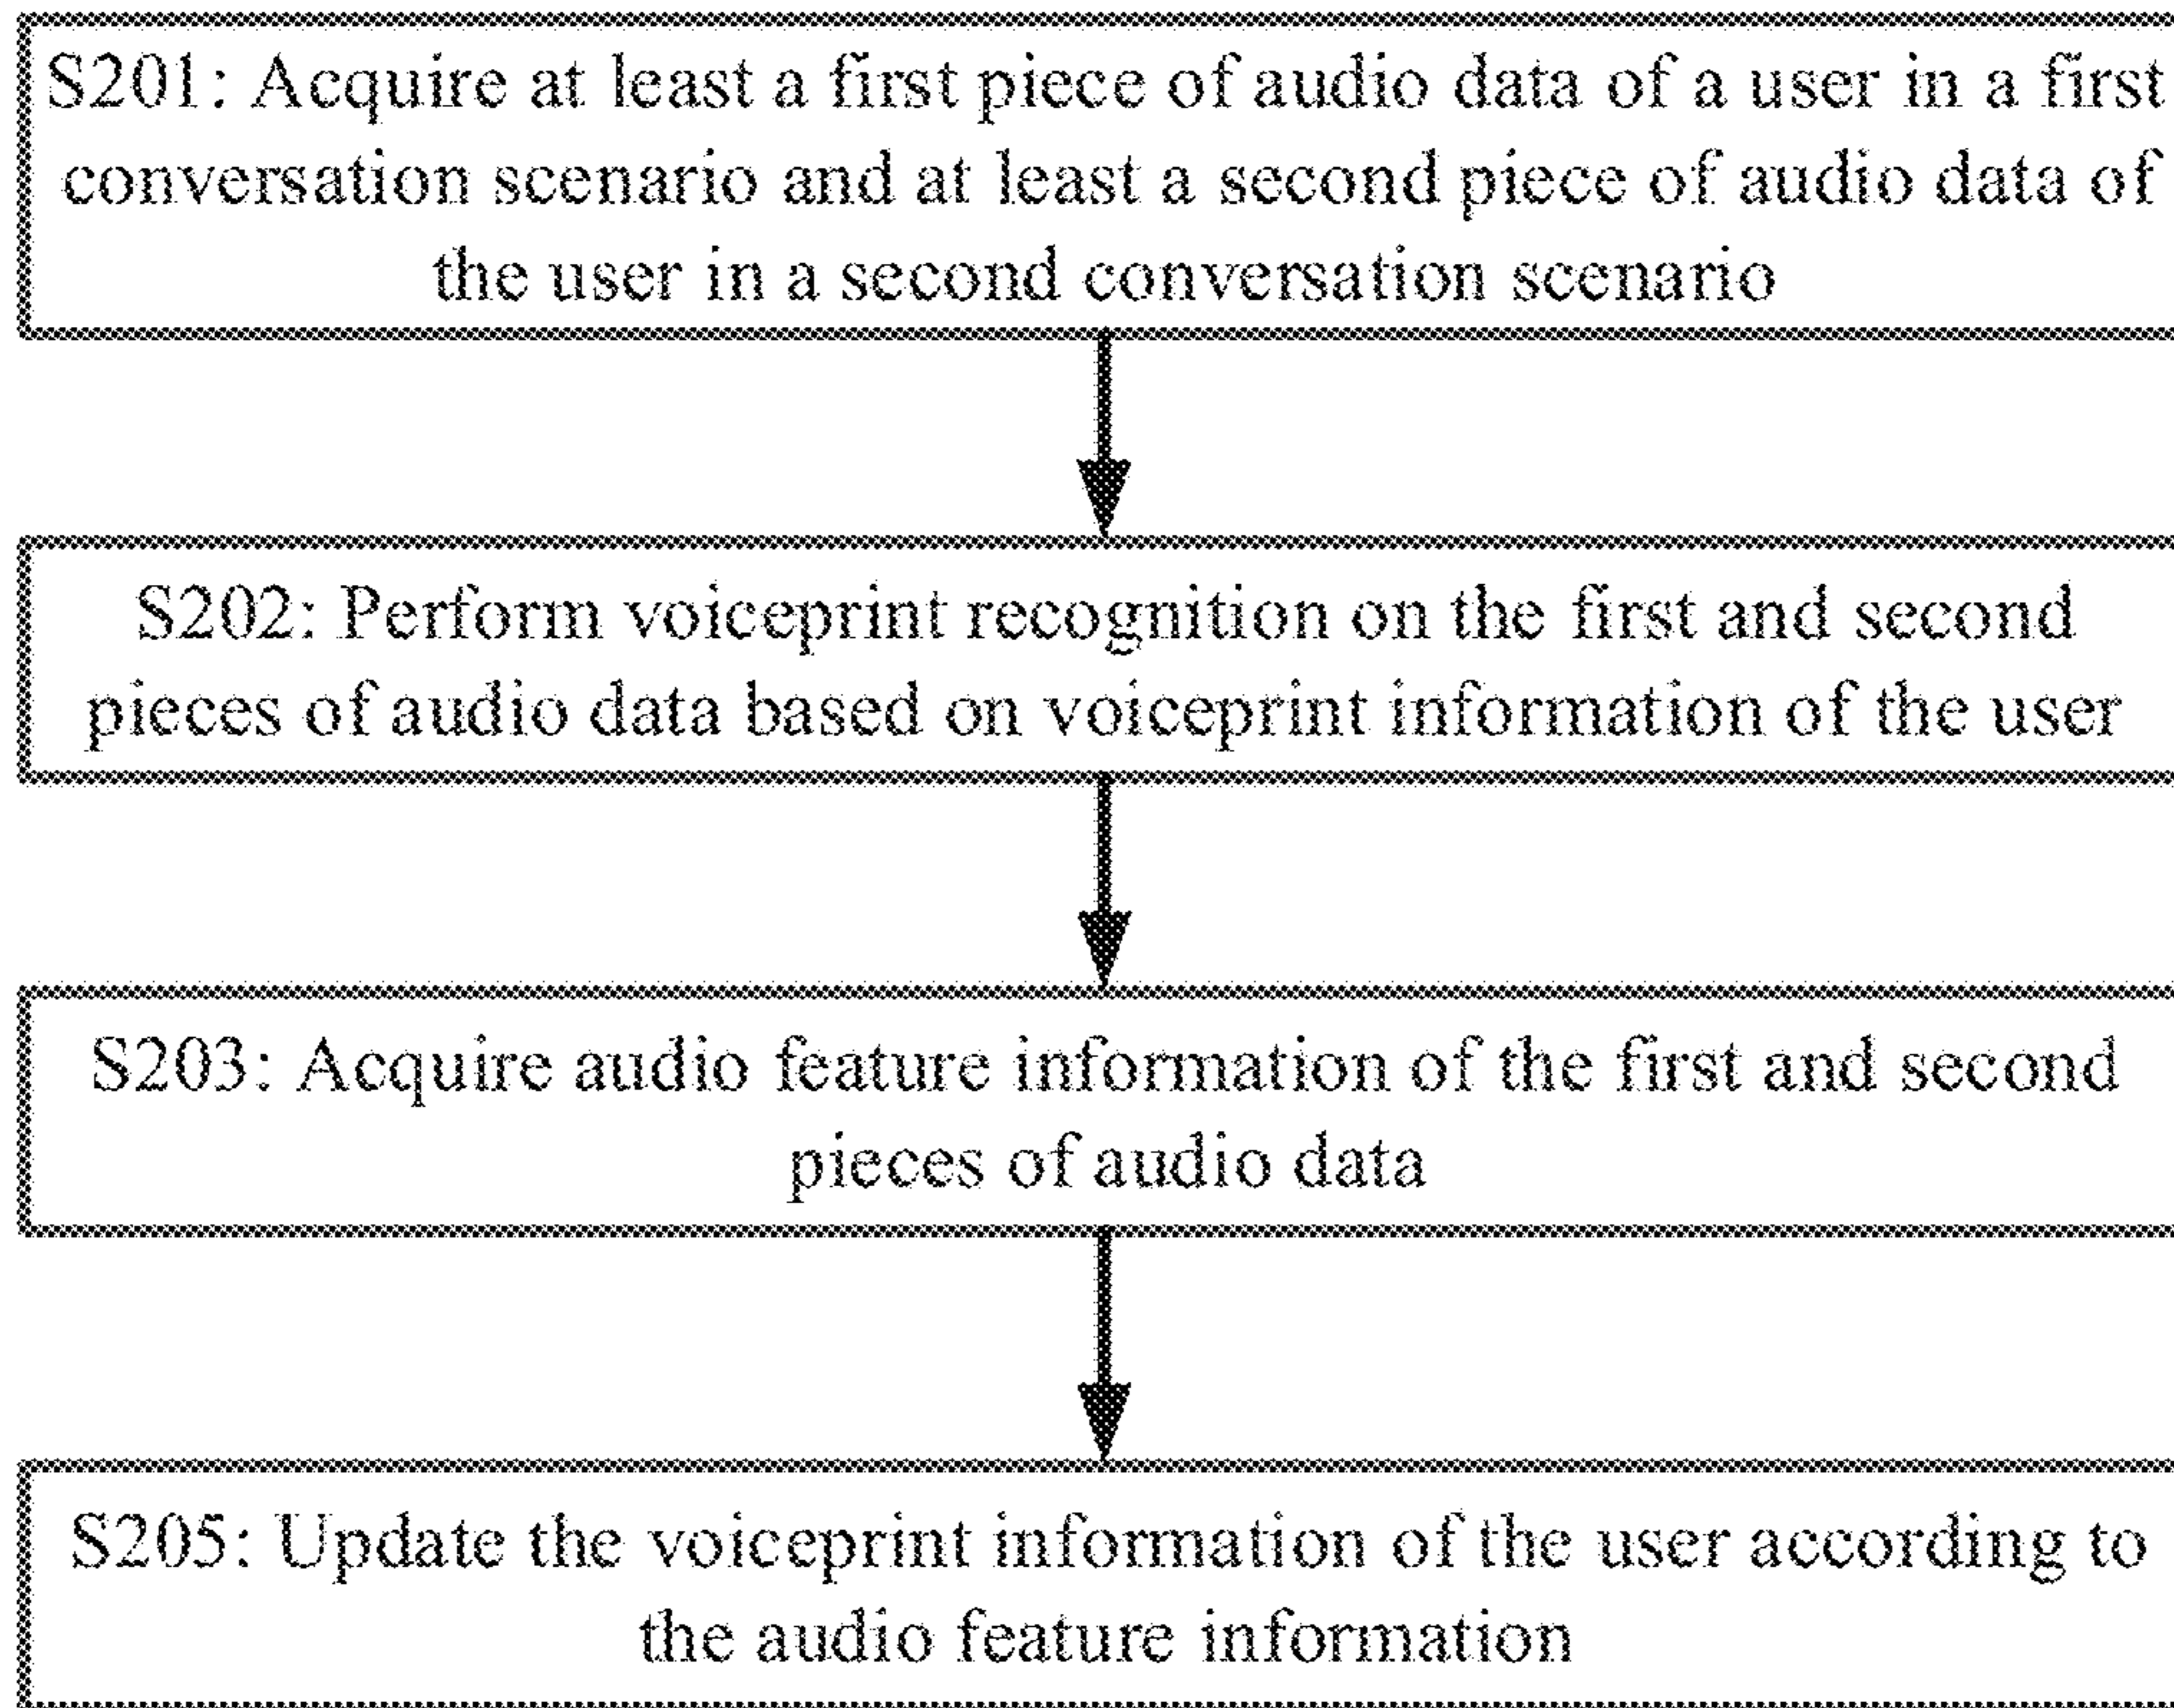 S201: Acquire at least a first piece of audio data of a user in a first
conversation scenario and at least a second piece of audio data of
the user in a second conversation scenario
S202: Perform voiceprint recognition on the first and second
pieces of audio data based on voiceprint information of the user
S203: Acquire audio feature information of the first and second
pieces of audio data
S205: Update the voiceprint information of the user according to
the audio feature information